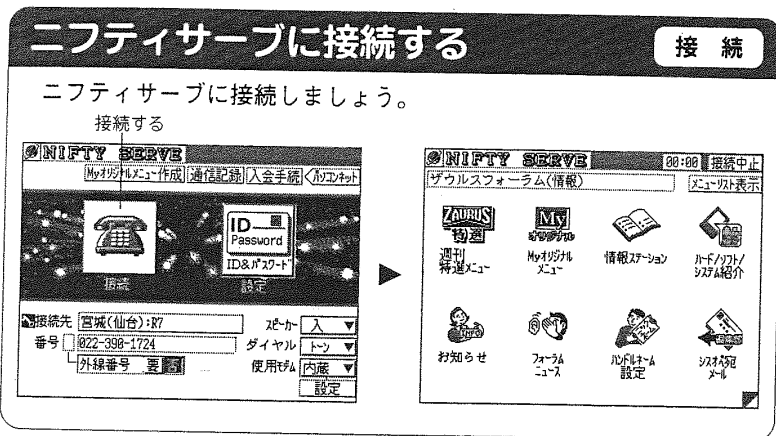 ニフティサーブに接続する
接 続
ニフティサーブに接続しましょう。
接続する
NIFTY SERVE
Myオリジナルメニュー作成 通信記録 入会手続 パソコンネット
ID
Password
ID&パスワード
接続
設定
接続先 宮城(仙台):R7 スピーカー 入 ▼
番号 022-390-1724 ダイヤル トーン ▼
外線番号 要 否 使用モデム 内蔵 ▼
設定
▶
NIFTY SERVE 00:00 接続中止
ザウルスフォーラム(情報) メニューリスト表示
ZAURUS
特選
週刊
特選メニュー
My
オリジナル
Myオリジナル
メニュー
情報ステーション
ハード/ソフト/
システム紹介
お知らせ
フォーラム
ニュース
ハンドルネーム
設定
シスオペ宛
メール